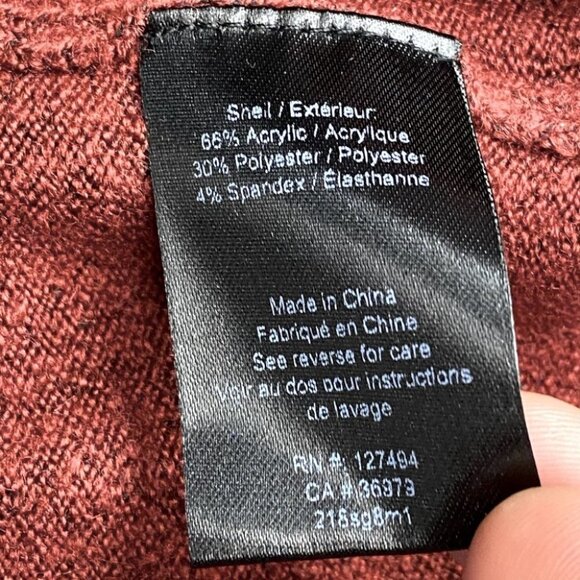 Shell / Extérieur:
66% Acrylic / Acrylique
30% Polyester / Polyester
4% Spandex / Élasthanne
Made in China
Fabriqué en Chine
See reverse for care
Voir au dos pour instructions
de lavage
RN #: 127494
CA # 36979
218sg8m1